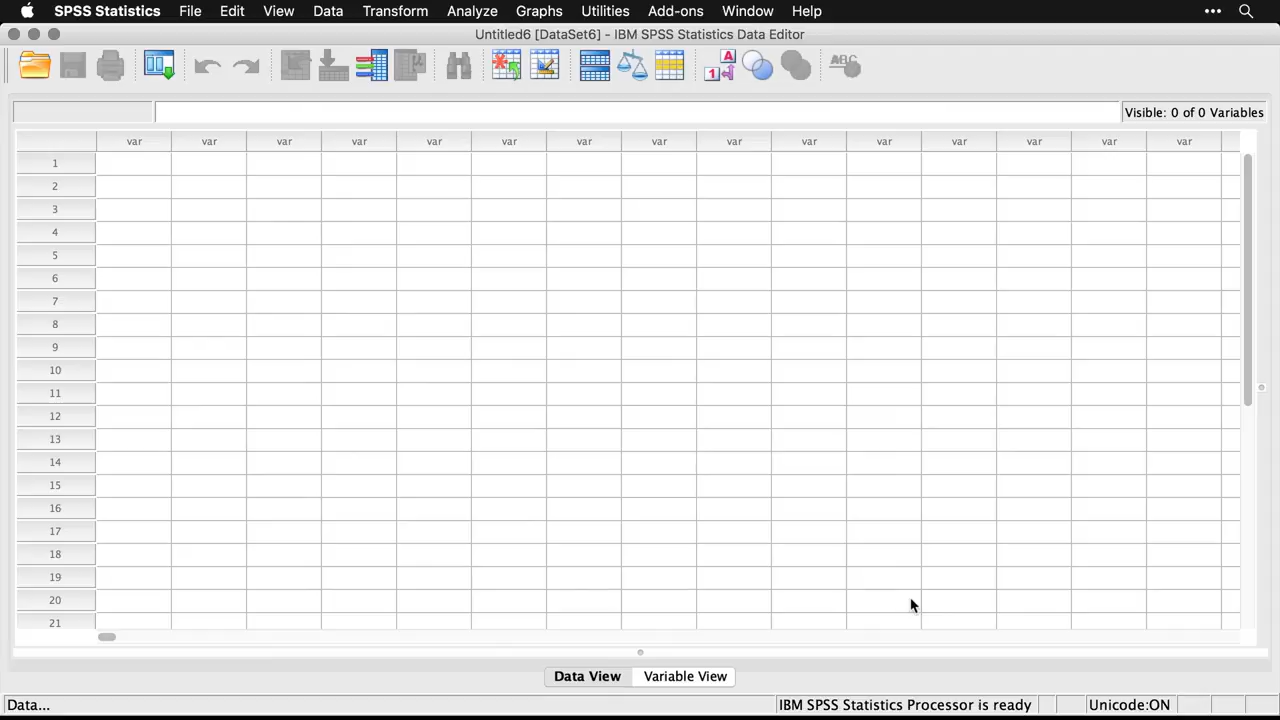 SPSS Statistics File Edit View Data Transform Analyze Graphs Utilities Add-ons Window Help
Untitled6 [DataSet6] - IBM SPSS Statistics Data Editor
A
1
ABC
Visible: 0 of 0 Variables
var var var var var var var var var var var var var var var
1
2
3
4
5
6
7
8
9
10
11
12
13
14
15
16
17
18
19
20
21
Data View Variable View
Data... IBM SPSS Statistics Processor is ready Unicode:ON